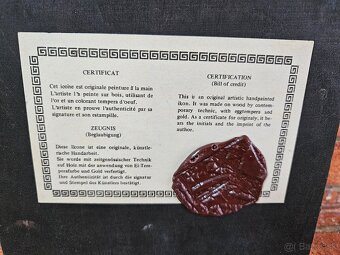 CERTIFICAT
Cet icône est originale peinture à la main
L'artiste l'a peinte sur bois, utilisant de
l'or et un colorant tempera d'oeuf.
L'artiste prouve l'authenticité par sa
signature et son estampille.
ZEUGNIS
(Beglaubigung)
Diese Ikone ist eine originale, künstle-
rische Handarbeit.
Sie wurde mit zeitgenössischer Technik
auf Holz mit der anwendung von Ei-Tem-
porafarbe und Gold verfertigt.
Ihre Authentizität ist durch die signatur
und Stempel des Künstlers bestätigt.
CERTIFICATION
(Bill of credit)
This is an original artistic handpainted
ikon. It was made on wood by contem-
porary technic, with eggtempera and
gold. As a certificate for originaly, it be-
ars the initials and the imprint of the
author.